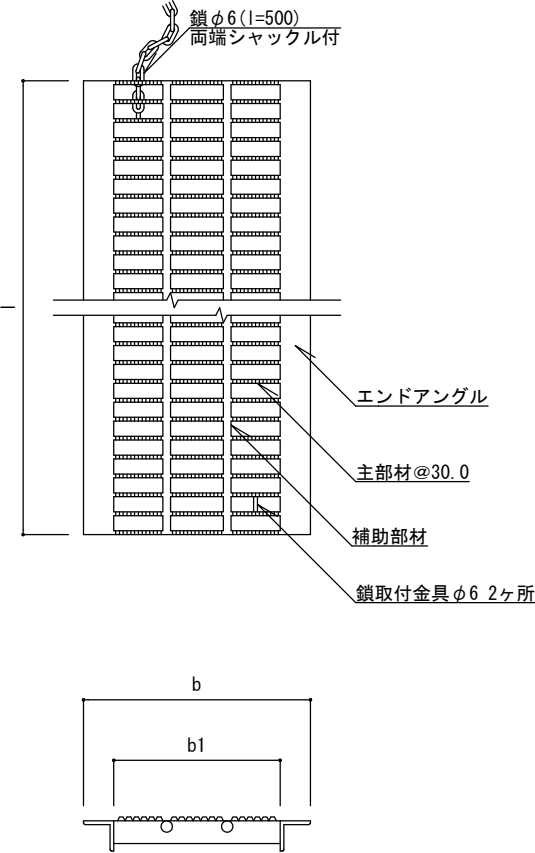 鎖φ6(l=500)
両端シャックル付
l
エンドアングル
主部材@30.0
補助部材
鎖取付金具φ6 2ヶ所
b
b1